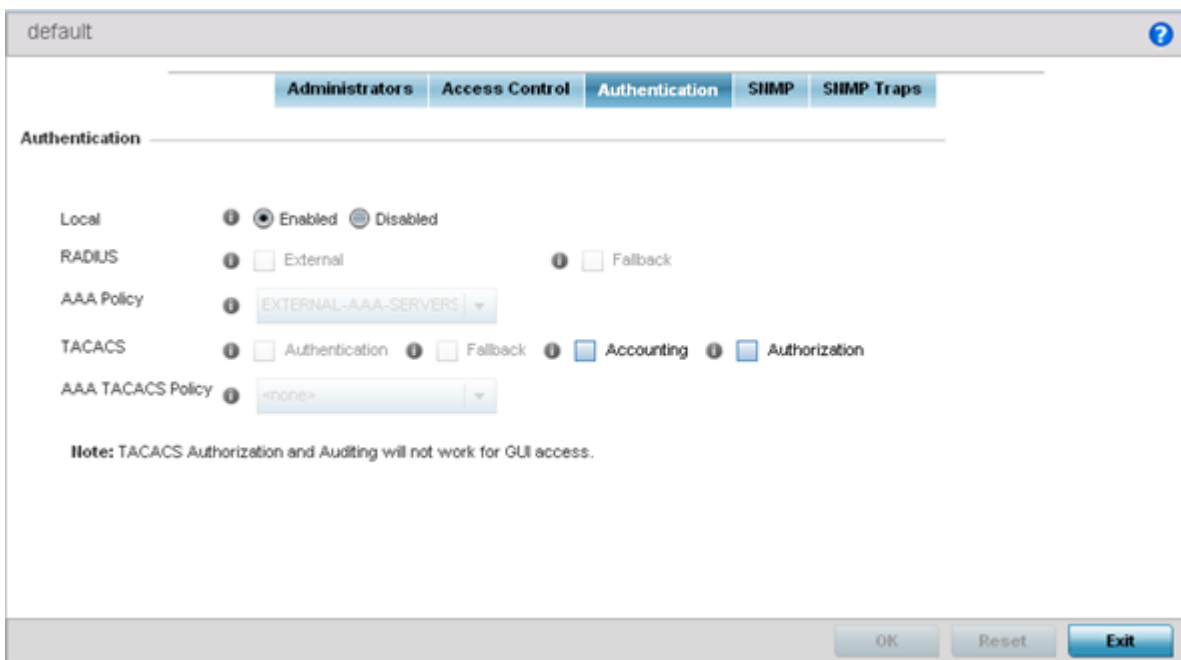 default
Administrators Access Control Authentication SNMP SNMP Traps
Authentication
Local Enabled Disabled
RADIUS External Fallback
AAA Policy EXTERNAL-AAA-SERVERS
TACACS Authentication Fallback Accounting Authorization
AAA TACACS Policy <none>
Note: TACACS Authorization and Auditing will not work for GUI access.
OK Reset Exit